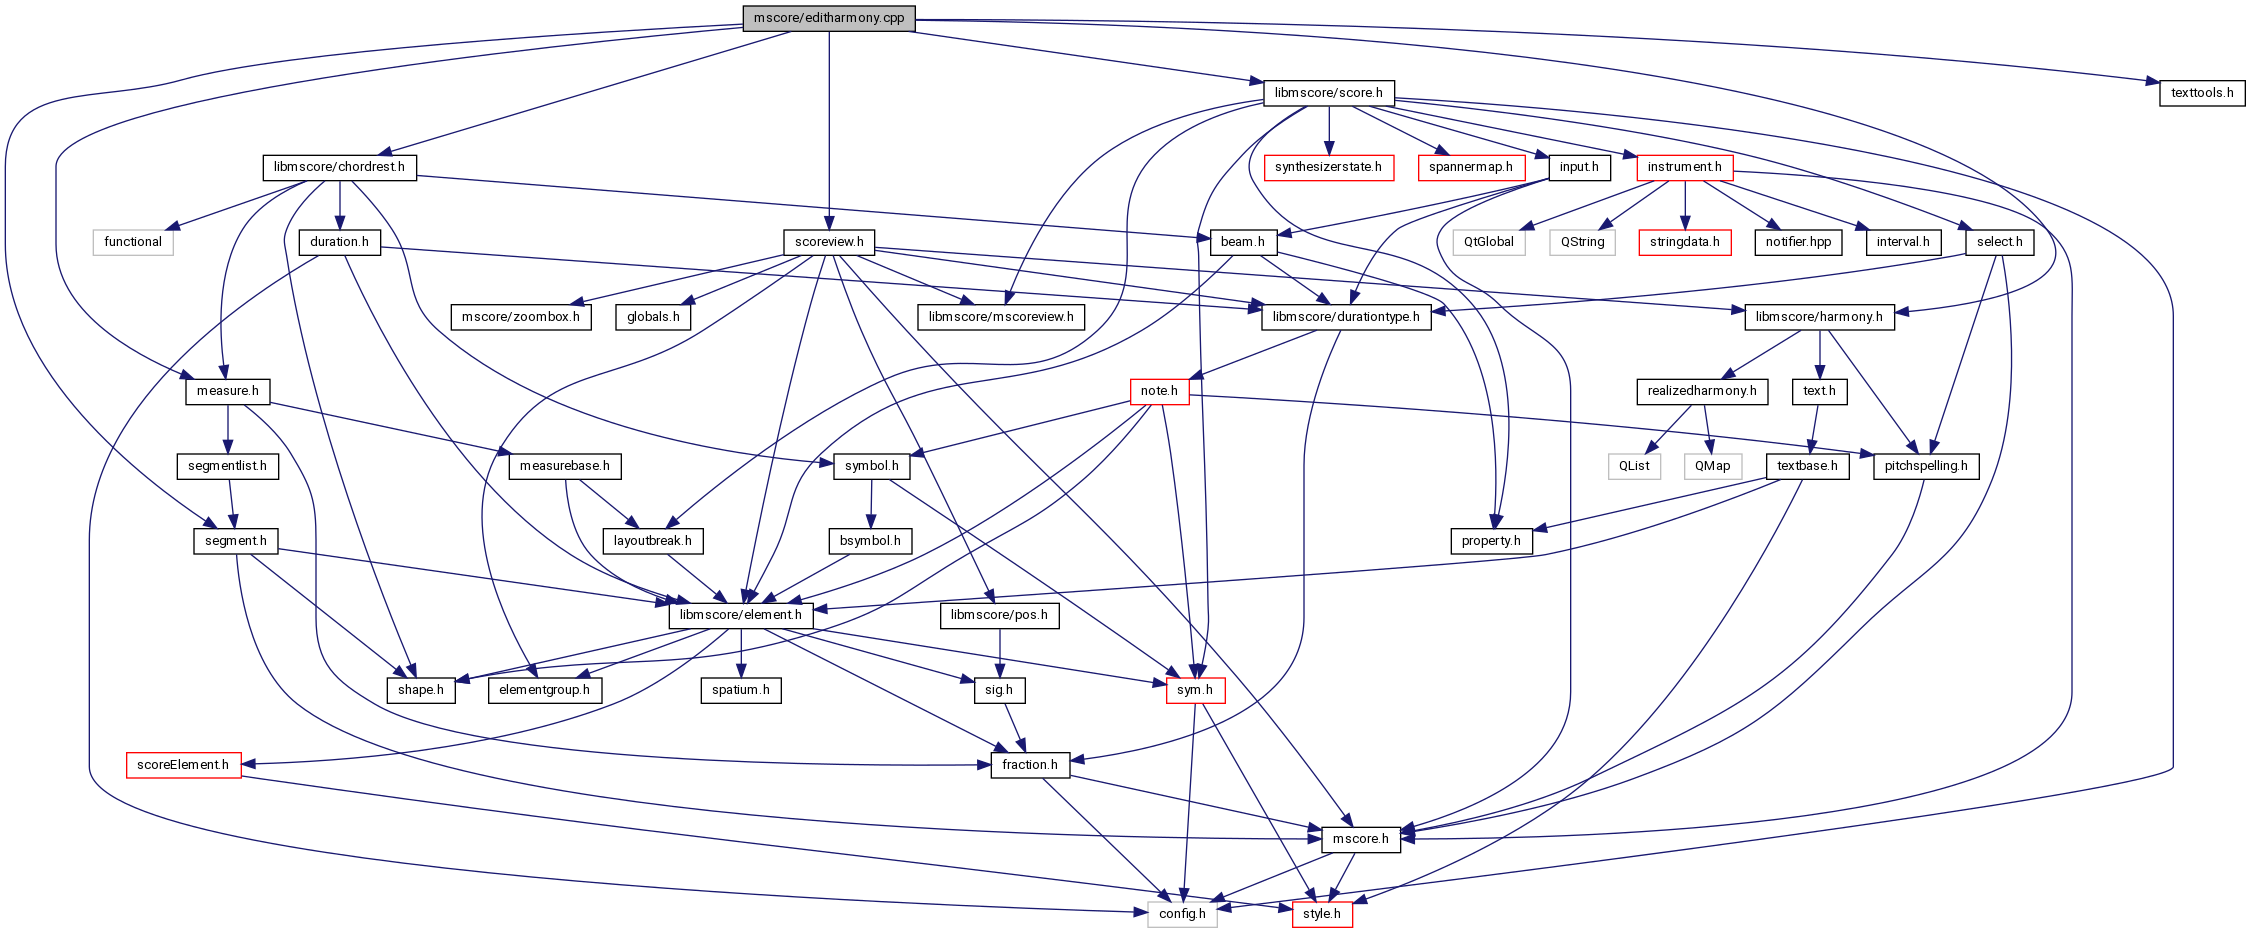 mscore/editharmony.cpp
libmscore/score.h
texttools.h
libmscore/chordrest.h
synthesizerstate.h
spannermap.h
input.h
instrument.h
functional
duration.h
scoreview.h
beam.h
QtGlobal
QString
stringdata.h
notifier.hpp
interval.h
select.h
mscore/zoombox.h
globals.h
libmscore/mscoreview.h
libmscore/durationtype.h
libmscore/harmony.h
measure.h
note.h
realizedharmony.h
text.h
segmentlist.h
measurebase.h
symbol.h
QList
QMap
textbase.h
pitchspelling.h
segment.h
layoutbreak.h
bsymbol.h
property.h
libmscore/element.h
libmscore/pos.h
shape.h
elementgroup.h
spatium.h
sig.h
sym.h
scoreElement.h
fraction.h
mscore.h
config.h
style.h